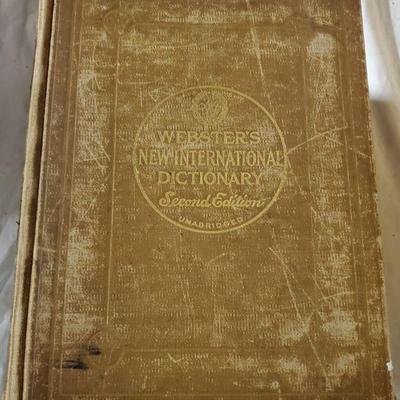 WEBSTER'S
NEW INTERNATIONAL
DICTIONARY
Second Edition
UNABRIDGED